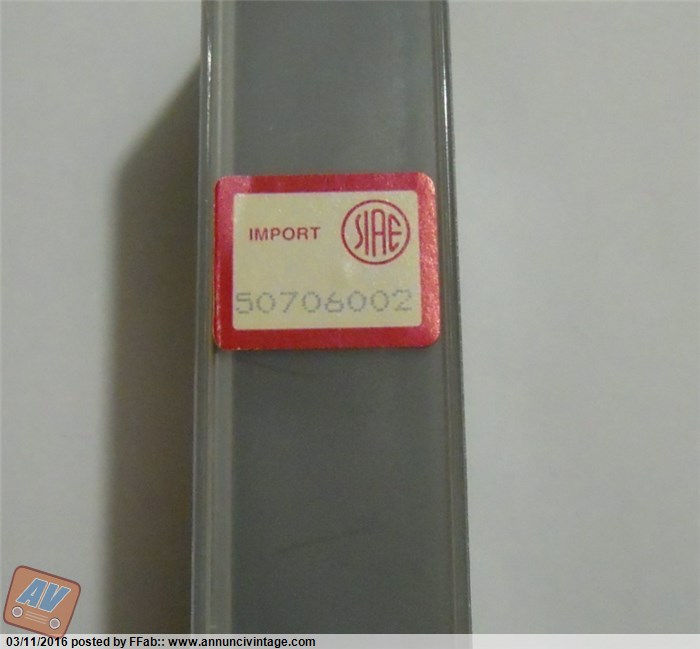 IMPORT SIAE
50706002
AV
03/11/2016 posted by FFab:: www.annuncivintage.com